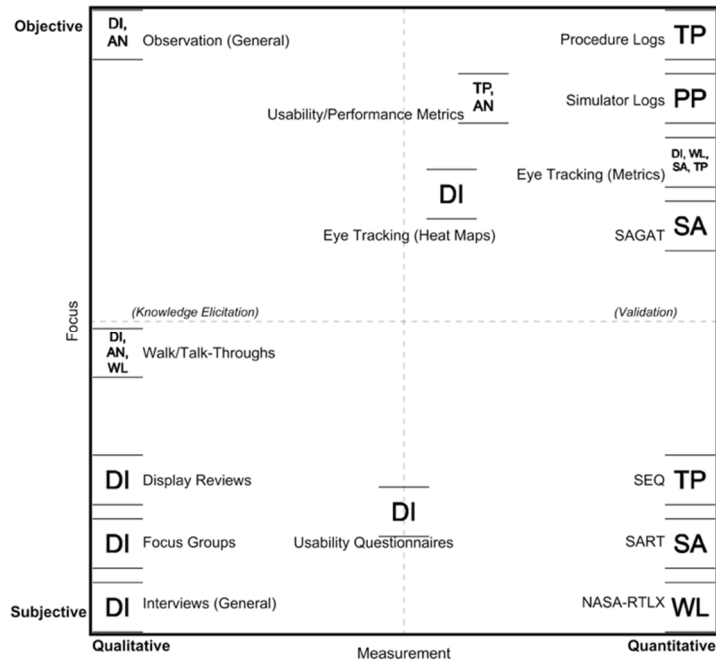 Objective
DI,
AN
Observation (General)
Procedure Logs
TP
TP,
AN
Usability/Performance Metrics
Simulator Logs
PP
DI, WL,
SA, TP
Eye Tracking (Metrics)
DI
Eye Tracking (Heat Maps)
SAGAT
SA
Focus
(Knowledge Elicitation)
(Validation)
DI,
AN,
WL
Walk/Talk-Throughs
DI
Display Reviews
SEQ
TP
DI
Usability Questionnaires
DI
Focus Groups
SART
SA
Subjective
DI
Interviews (General)
NASA-RTLX
WL
Qualitative
Measurement
Quantitative